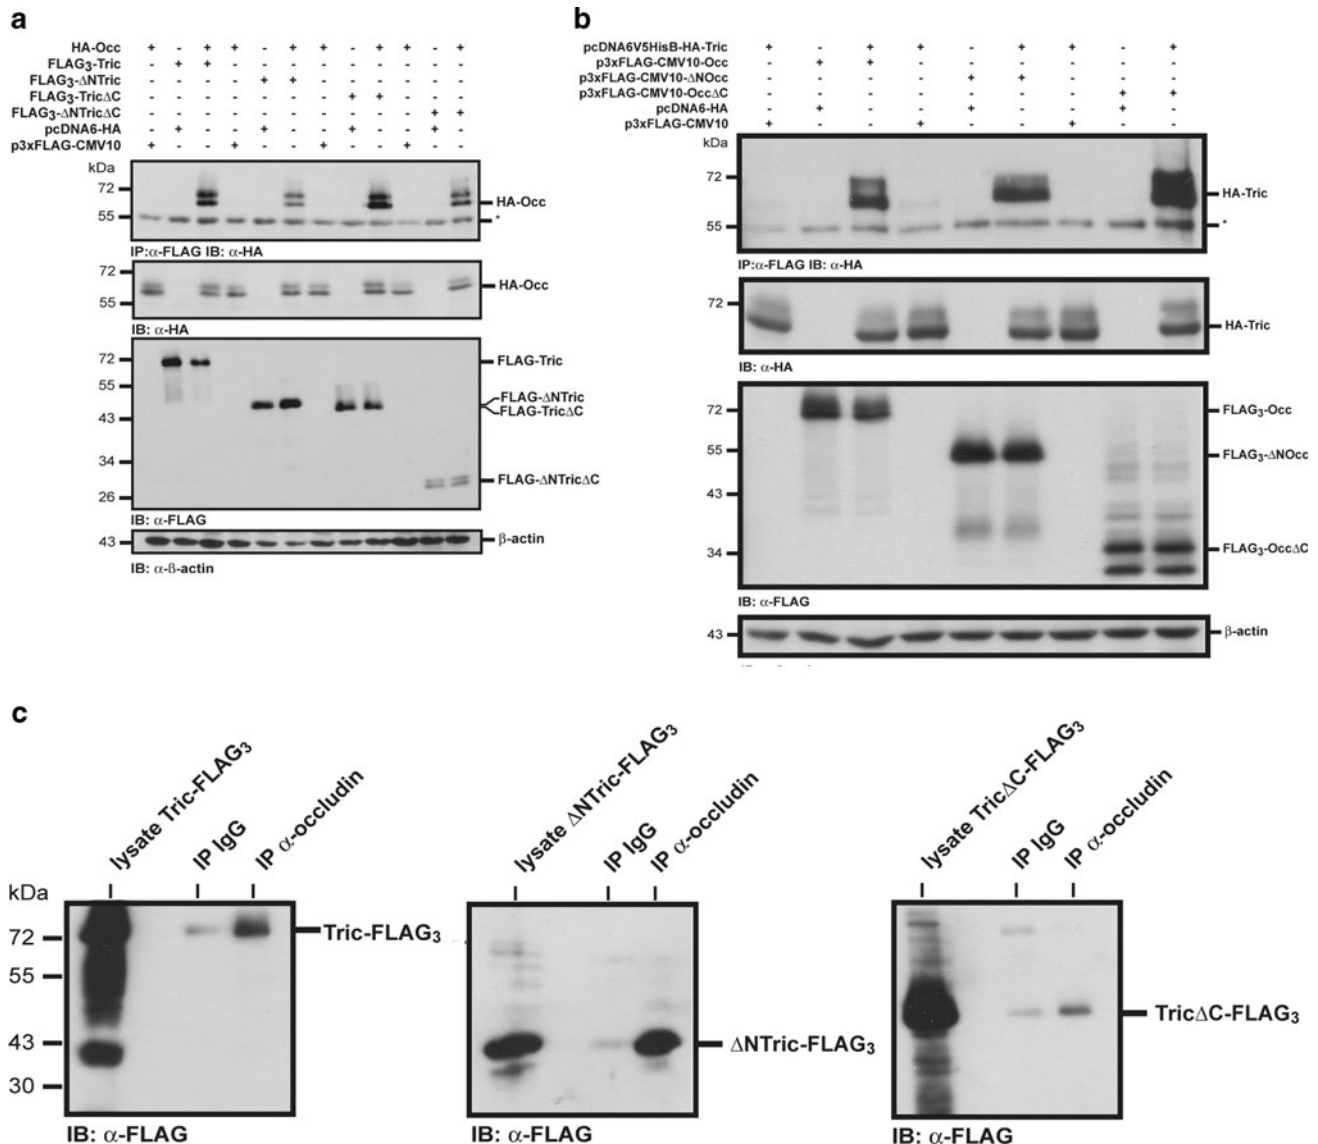 a
HA-Occ + - + + - + + - + + - +
FLAG3-Tric - + + - - - - - - - - -
FLAG3-ΔNTric - - - - + + - - - - - -
FLAG3-TricΔC - - - - - - - + + - - -
FLAG3-ΔNTricΔC - - - - - - - - - - + +
pcDNA6-HA - + - - + - - + - - + -
p3xFLAG-CMV10 + - - + - - + - - + - -
kDa
72
HA-Occ
55
*
IP:α-FLAG IB: α-HA
72
HA-Occ
55
IB: α-HA
72
FLAG-Tric
55
FLAG-ΔNTric
FLAG-TricΔC
43
34
FLAG-ΔNTricΔC
26
IB: α-FLAG
43
β-actin
IB: α-ß-actin
b
pcDNA6V5HisB-HA-Tric + - + + - + + - +
p3xFLAG-CMV10-Occ - + + - - - - - -
p3xFLAG-CMV10-ΔNOcc - - - - + + - - -
p3xFLAG-CMV10-OccΔC - - - - - - - + +
pcDNA6-HA - + - - + - - + -
p3xFLAG-CMV10 + - - + - - + - -
kDa
72
HA-Tric
55
*
IP:α-FLAG IB: α-HA
72
HA-Tric
IB: α-HA
72
FLAG3-Occ
55
FLAG3-ΔNOcc
43
34
FLAG3-OccΔC
IB: α-FLAG
43
β-actin
c
lysate Tric-FLAG3
IP IgG
IP α-occludin
kDa
72
Tric-FLAG3
55
43
30
IB: α-FLAG
lysate ΔNTric-FLAG3
IP IgG
IP α-occludin
ΔNTric-FLAG3
IB: α-FLAG
lysate TricΔC-FLAG3
IP IgG
IP α-occludin
TricΔC-FLAG3
IB: α-FLAG